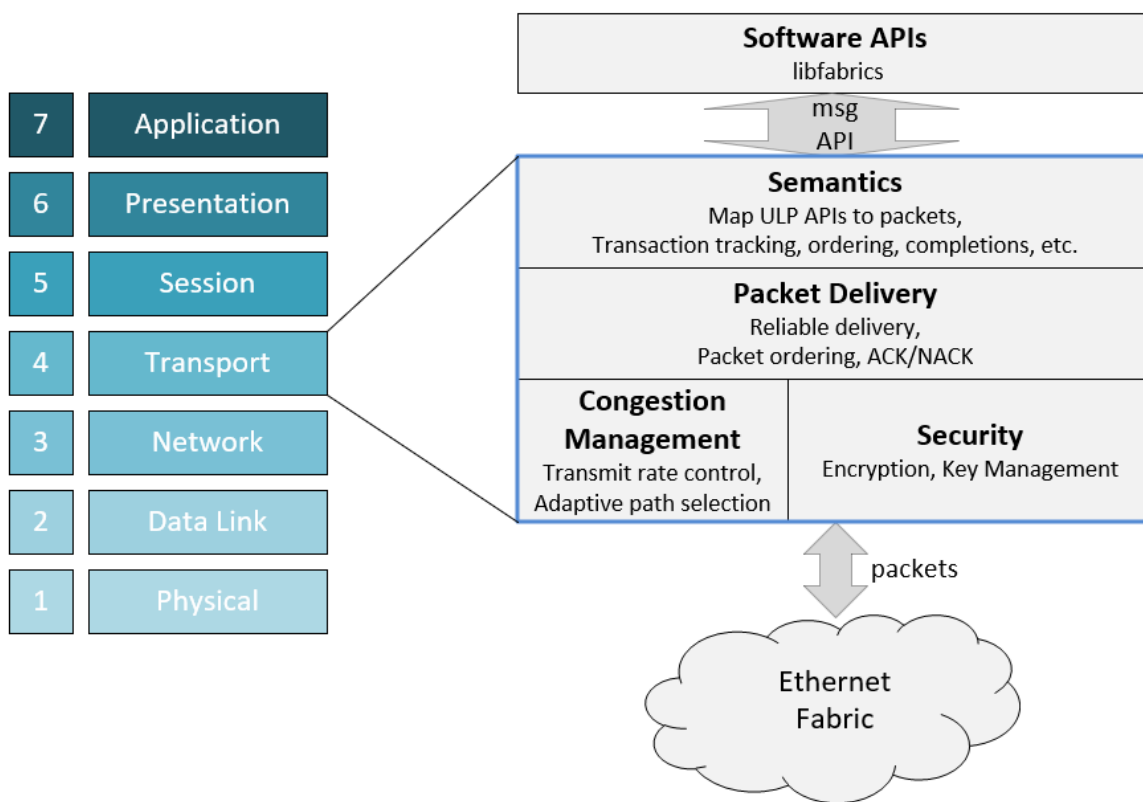 7 Application
6 Presentation
5 Session
4 Transport
3 Network
2 Data Link
1 Physical
Software APIs
libfabrics
msg
API
Semantics
Map ULP APIs to packets,
Transaction tracking, ordering, completions, etc.
Packet Delivery
Reliable delivery,
Packet ordering, ACK/NACK
Congestion
Management
Transmit rate control,
Adaptive path selection
Security
Encryption, Key Management
packets
Ethernet
Fabric